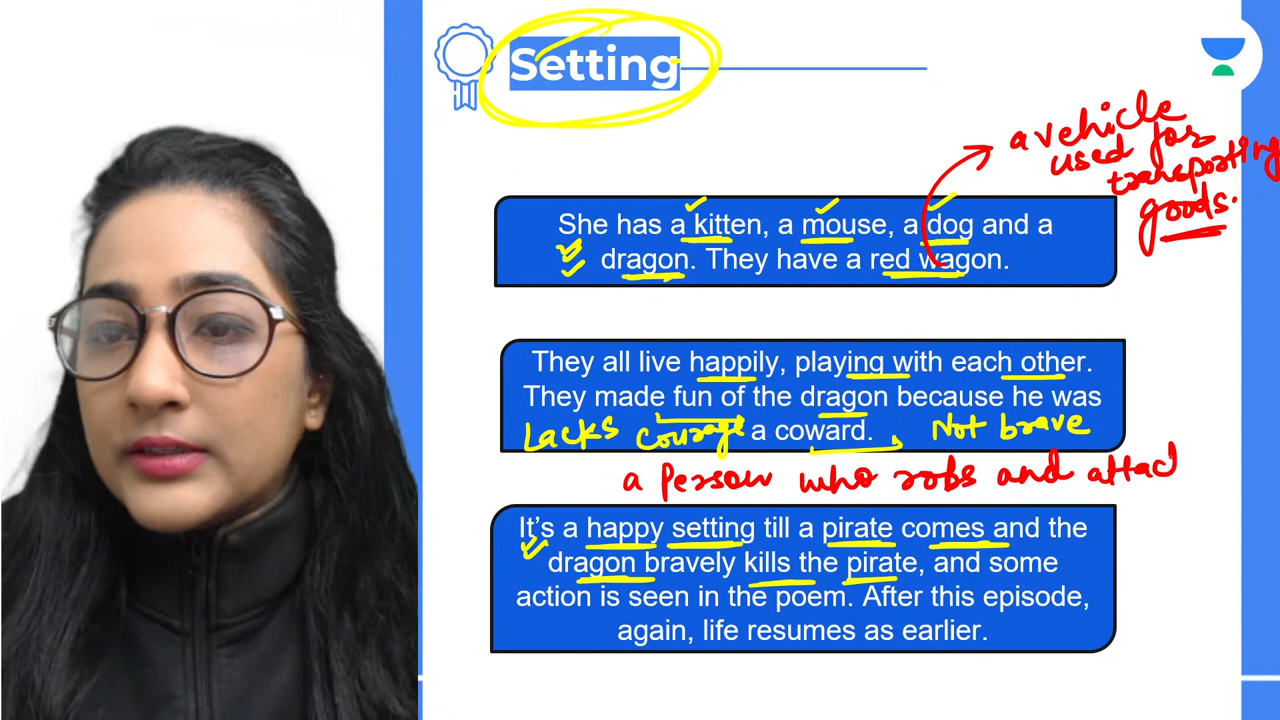 Setting
a vehicle
used for
transporting
goods.
She has a kitten, a mouse, a dog and a
dragon. They have a red wagon.
They all live happily, playing with each other.
They made fun of the dragon because he was
a coward.
Lacks courage
Not brave
a person who robs and attac
It's a happy setting till a pirate comes and the
dragon bravely kills the pirate, and some
action is seen in the poem. After this episode,
again, life resumes as earlier.